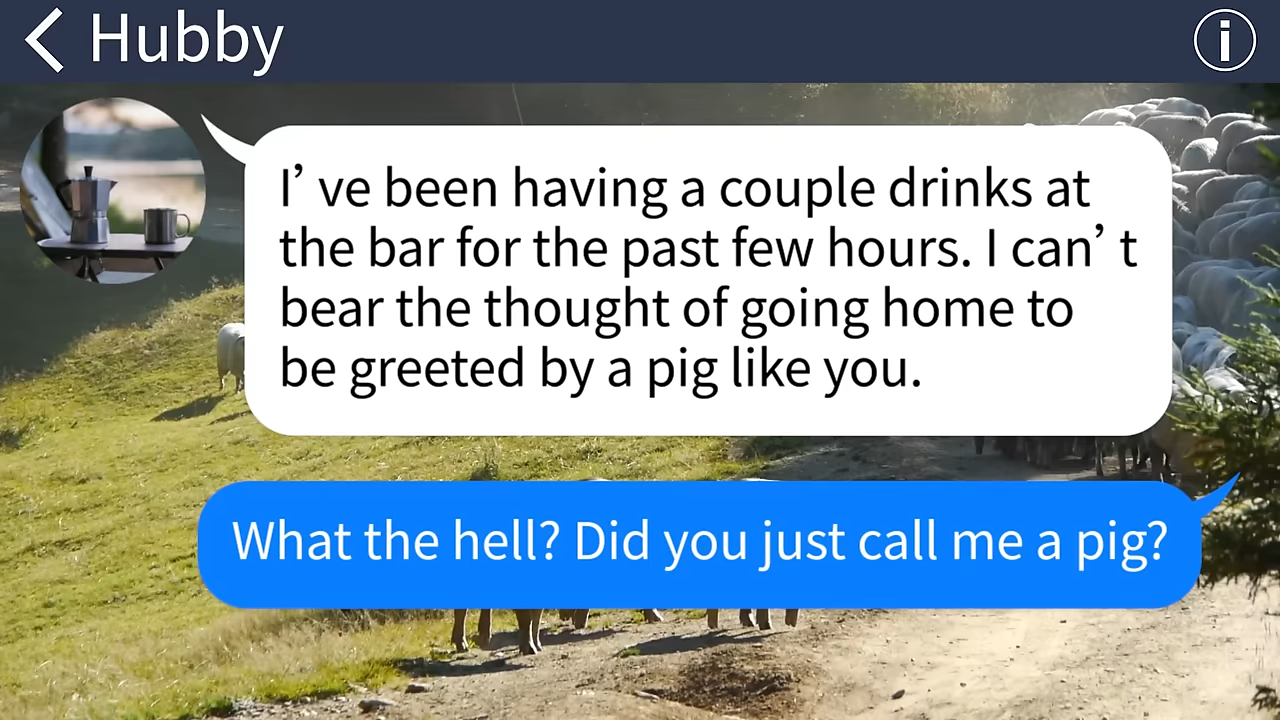 Hubby
I’ve been having a couple drinks at
the bar for the past few hours. I can’t
bear the thought of going home to
be greeted by a pig like you.
What the hell? Did you just call me a pig?